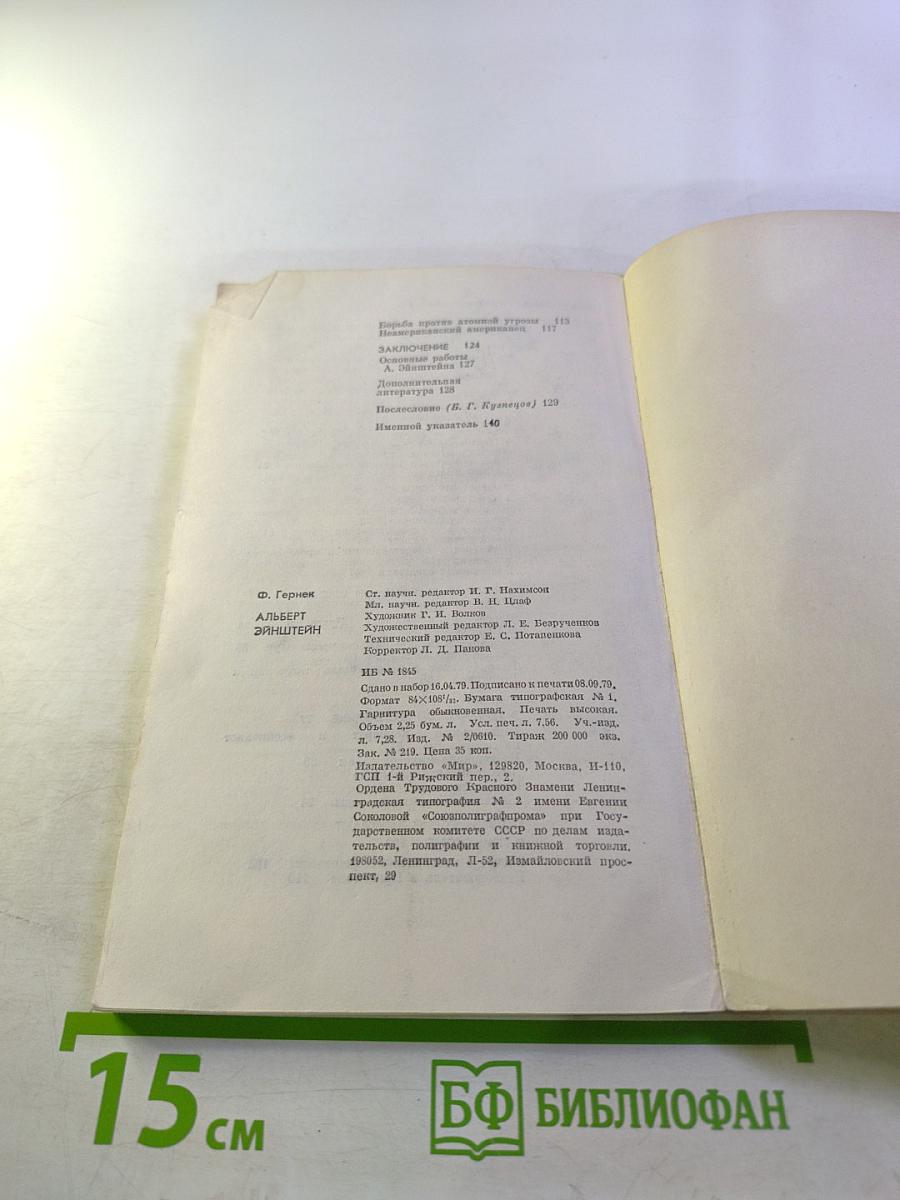 Борьба против атомной угрозы 113
Неамериканский американец 117
ЗАКЛЮЧЕНИЕ 124
Основные работы
А. Эйнштейна 127
Дополнительная
литература 128
Послесловие (Б. Г. Кузнецов) 129
Именной указатель 140
Ф. Гернек
АЛЬБЕРТ
ЭЙНШТЕЙН
Ст. научн. редактор И. Г. Нахимсон
Мл. научн. редактор В. Н. Цлаф
Художник Г. И. Волков
Художественный редактор Л. Е. Безрученков
Технический редактор Е. С. Потапенкова
Корректор Л. Д. Панова
ИБ № 1845
Сдано в набор 16.04.79. Подписано к печати 08.09.79.
Формат 84×108¹/₃₂. Бумага типографская № 1.
Гарнитура обыкновенная. Печать высокая.
Объем 2,25 бум. л. Усл. печ. л. 7.56. Уч.-изд.
л. 7,28. Изд. № 2/0610. Тираж 200 000 экз.
Зак. № 219. Цена 35 коп.
Издательство «Мир», 129820, Москва, И-110,
ГСП 1-й Рижский пер., 2.
Ордена Трудового Красного Знамени Ленин-
градская типография № 2 имени Евгении
Соколовой «Союзполиграфпрома» при Госу-
дарственном комитете СССР по делам изда-
тельств, полиграфии и книжной торговли.
198052, Ленинград, Л-52, Измайловский прос-
пект, 29
15 см
БФ БИБЛИОФАН